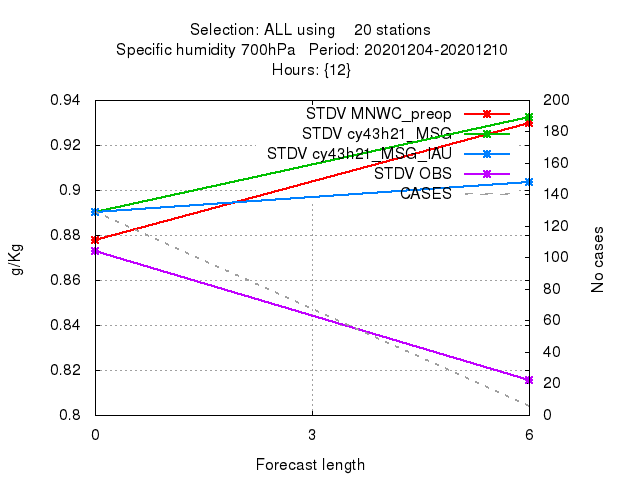 Selection: ALL using    20 stations
Specific humidity 700hPa   Period: 20201204-20201210
Hours: {12}
0.94
0.92
0.9
0.88
0.86
0.84
0.82
0.8
g/Kg
STDV MNWC_preop
STDV cy43h21_MSG
STDV cy43h21_MSG_IAU
STDV OBS
CASES
200
180
160
140
120
100
80
60
40
20
0
No cases
0 3 6
Forecast length